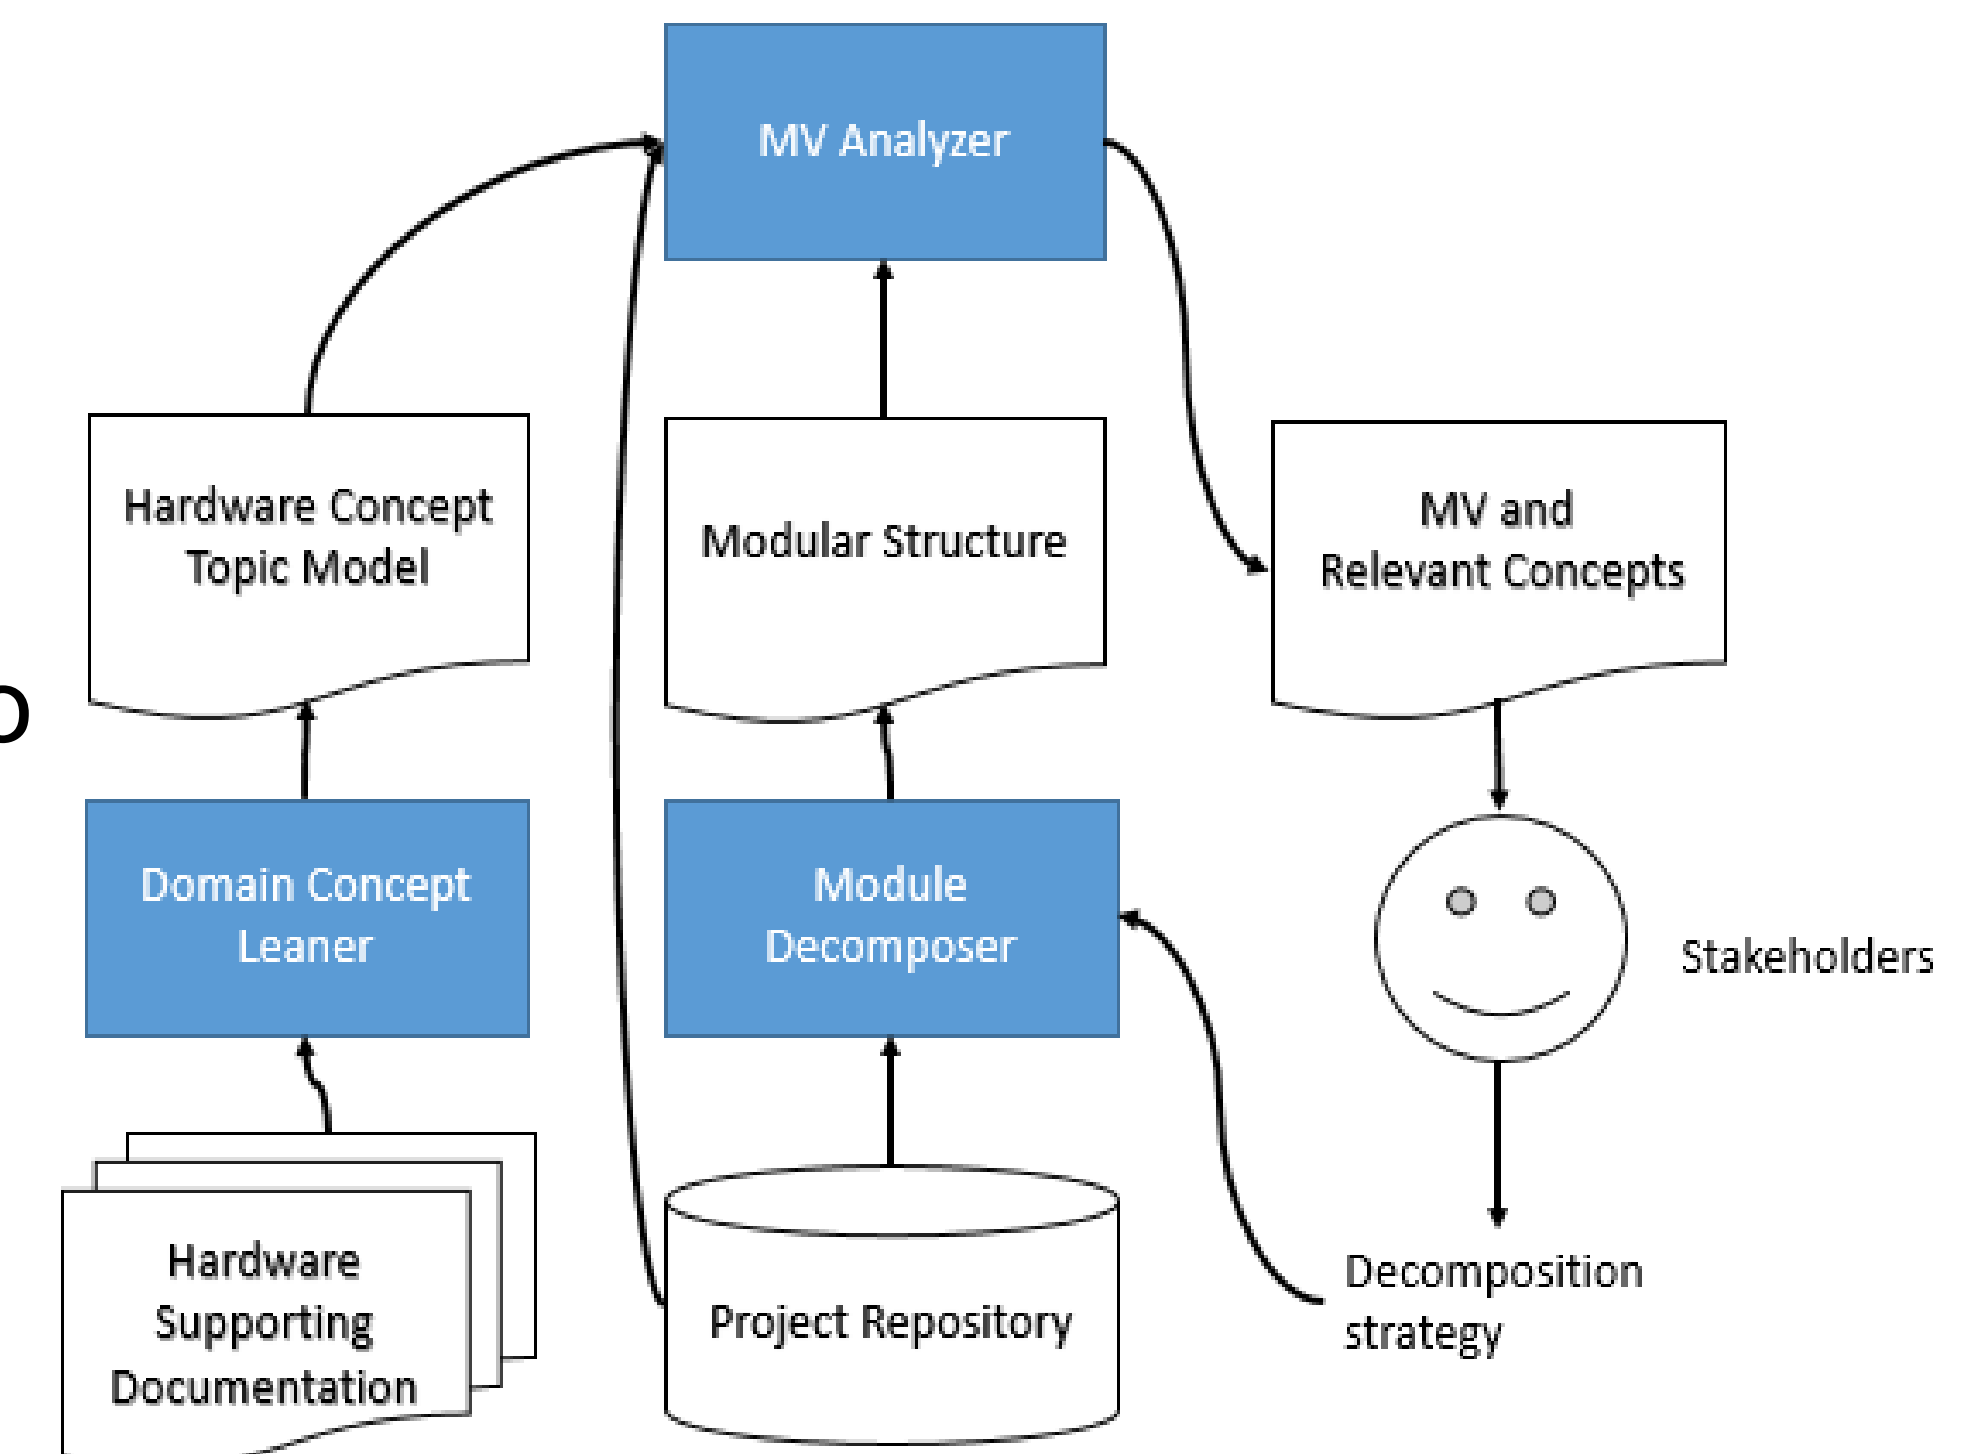 MV Analyzer
Hardware Concept
Topic Model
Modular Structure
MV and
Relevant Concepts
Domain Concept
Leaner
Module
Decomposer
Stakeholders
Hardware
Supporting
Documentation
Project Repository
Decomposition
strategy